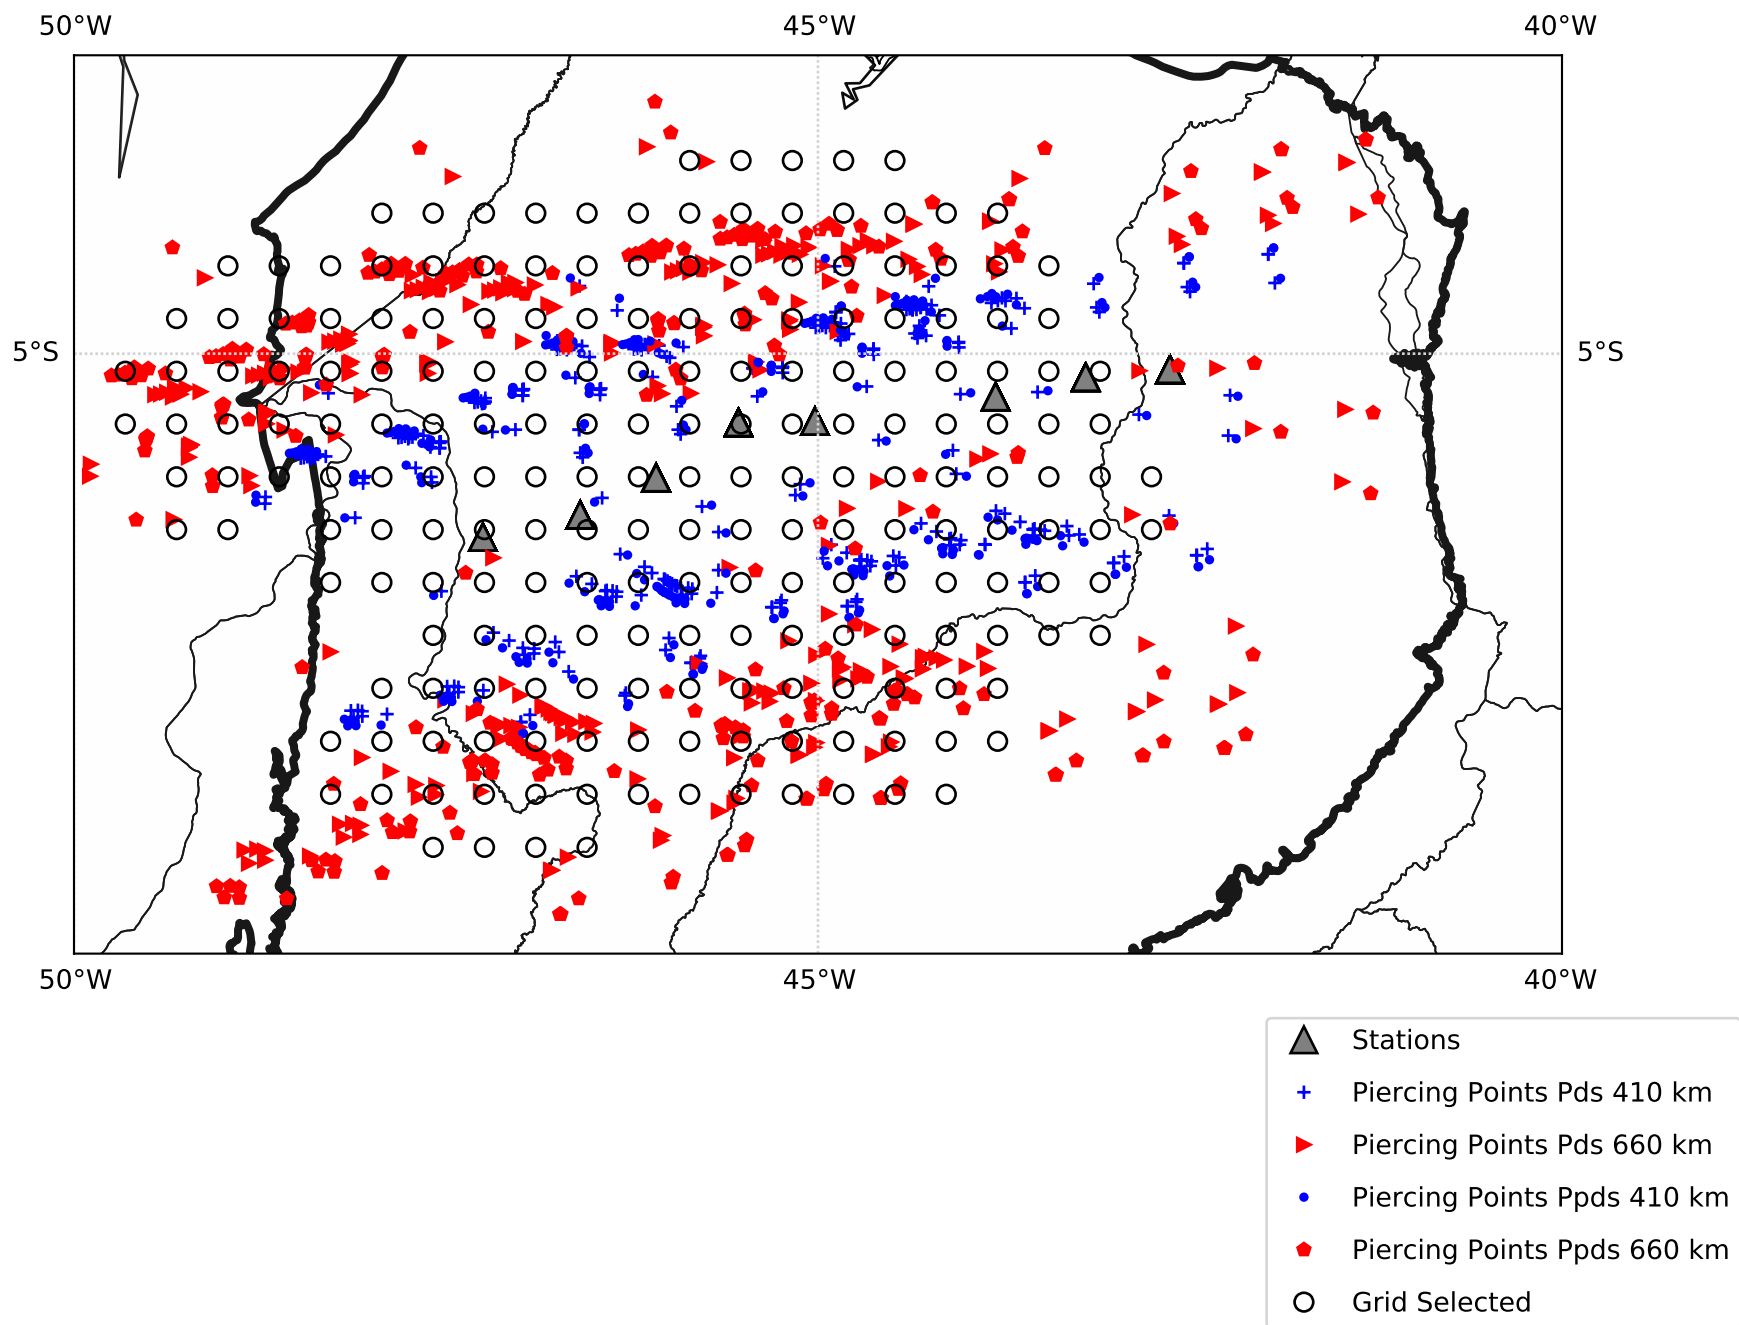 50°W 45°W 40°W
5°S 5°S
50°W 45°W 40°W
Stations
Piercing Points Pds 410 km
Piercing Points Pds 660 km
Piercing Points Ppds 410 km
Piercing Points Ppds 660 km
Grid Selected